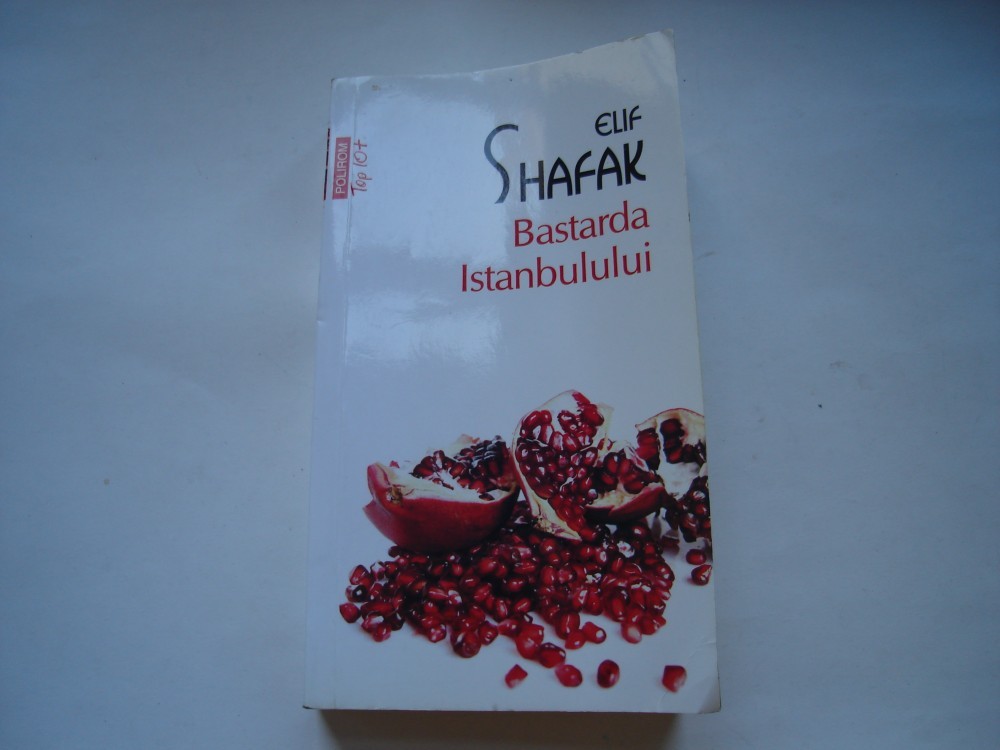 POLIROM
Top 10+
ELIF
SHAFAK
Bastarda
Istanbulului